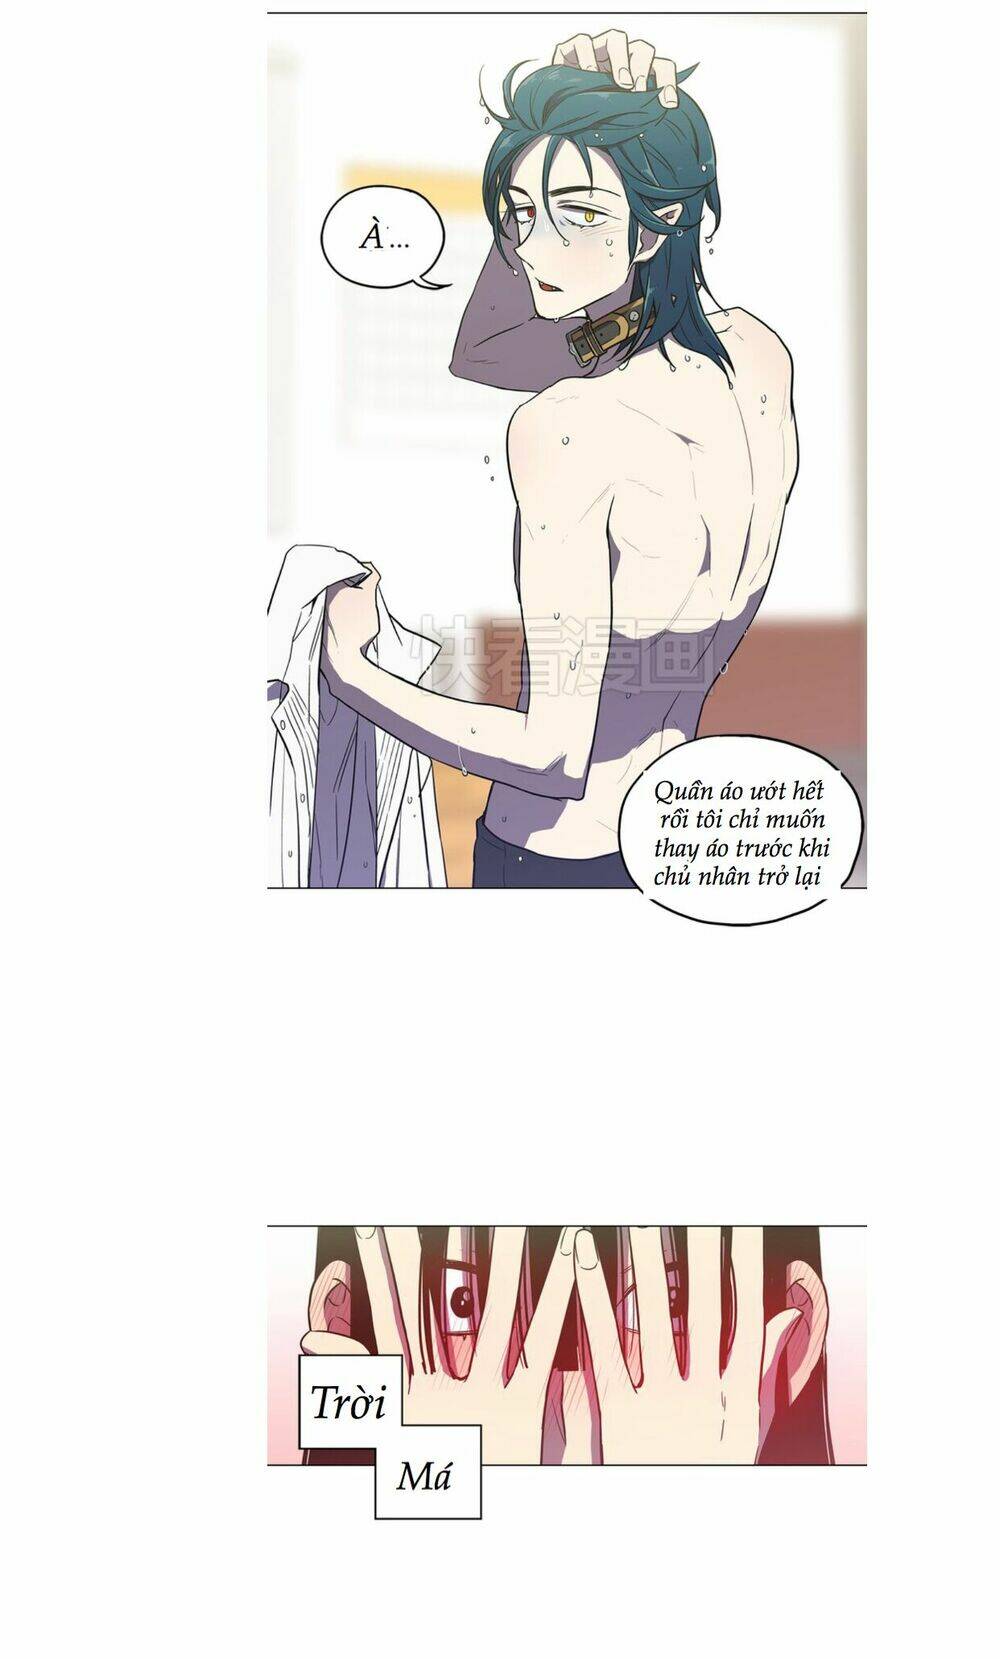 À...
快看漫画
Quần áo ướt hết
rồi tôi chỉ muốn
thay áo trước khi
chủ nhân trở lại
Trời
Má